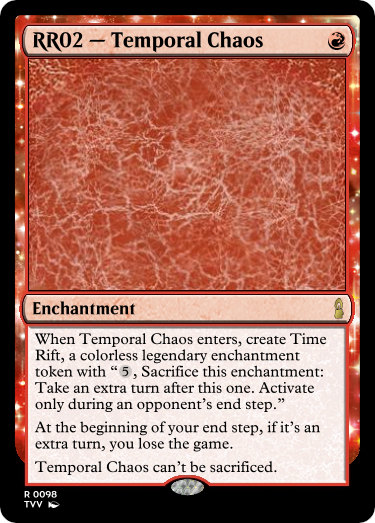 RR02 — Temporal Chaos
Enchantment
When Temporal Chaos enters, create Time
Rift, a colorless legendary enchantment
token with “5, Sacrifice this enchantment:
Take an extra turn after this one. Activate
only during an opponent’s end step.”
At the beginning of your end step, if it’s an
extra turn, you lose the game.
Temporal Chaos can’t be sacrificed.
R 0098
TVV